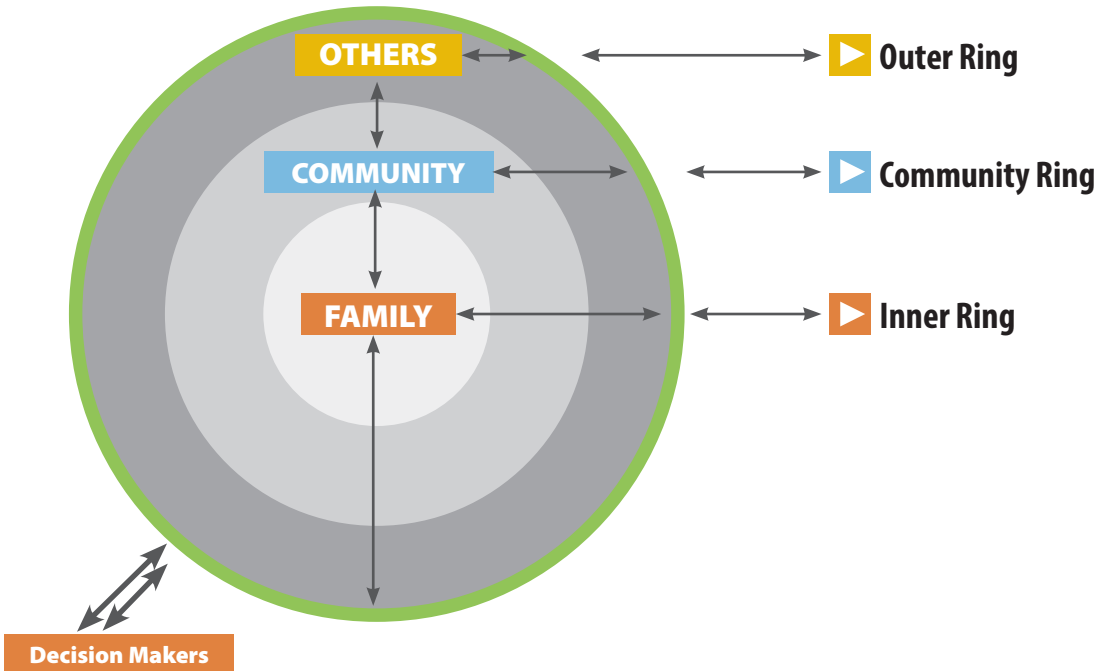 OTHERS
Outer Ring
COMMUNITY
Community Ring
FAMILY
Inner Ring
Decision Makers